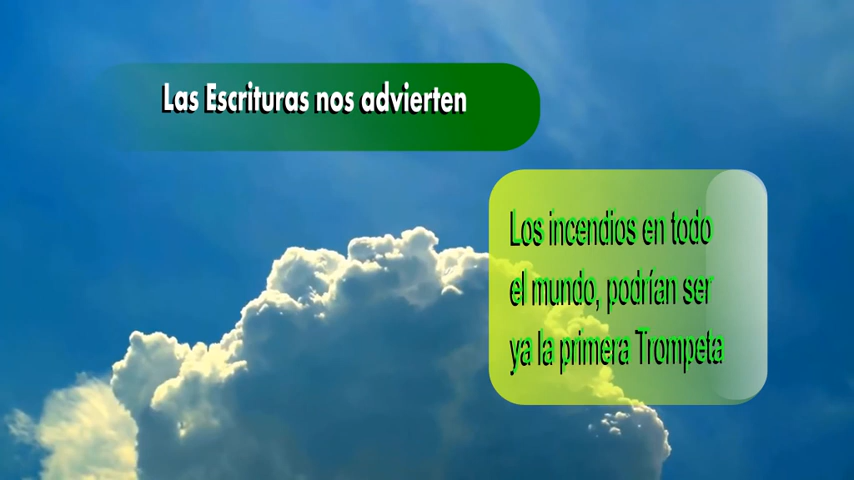 Las Escrituras nos advierten
Los incendios en todo
el mundo, podrían ser
ya la primera Trompeta